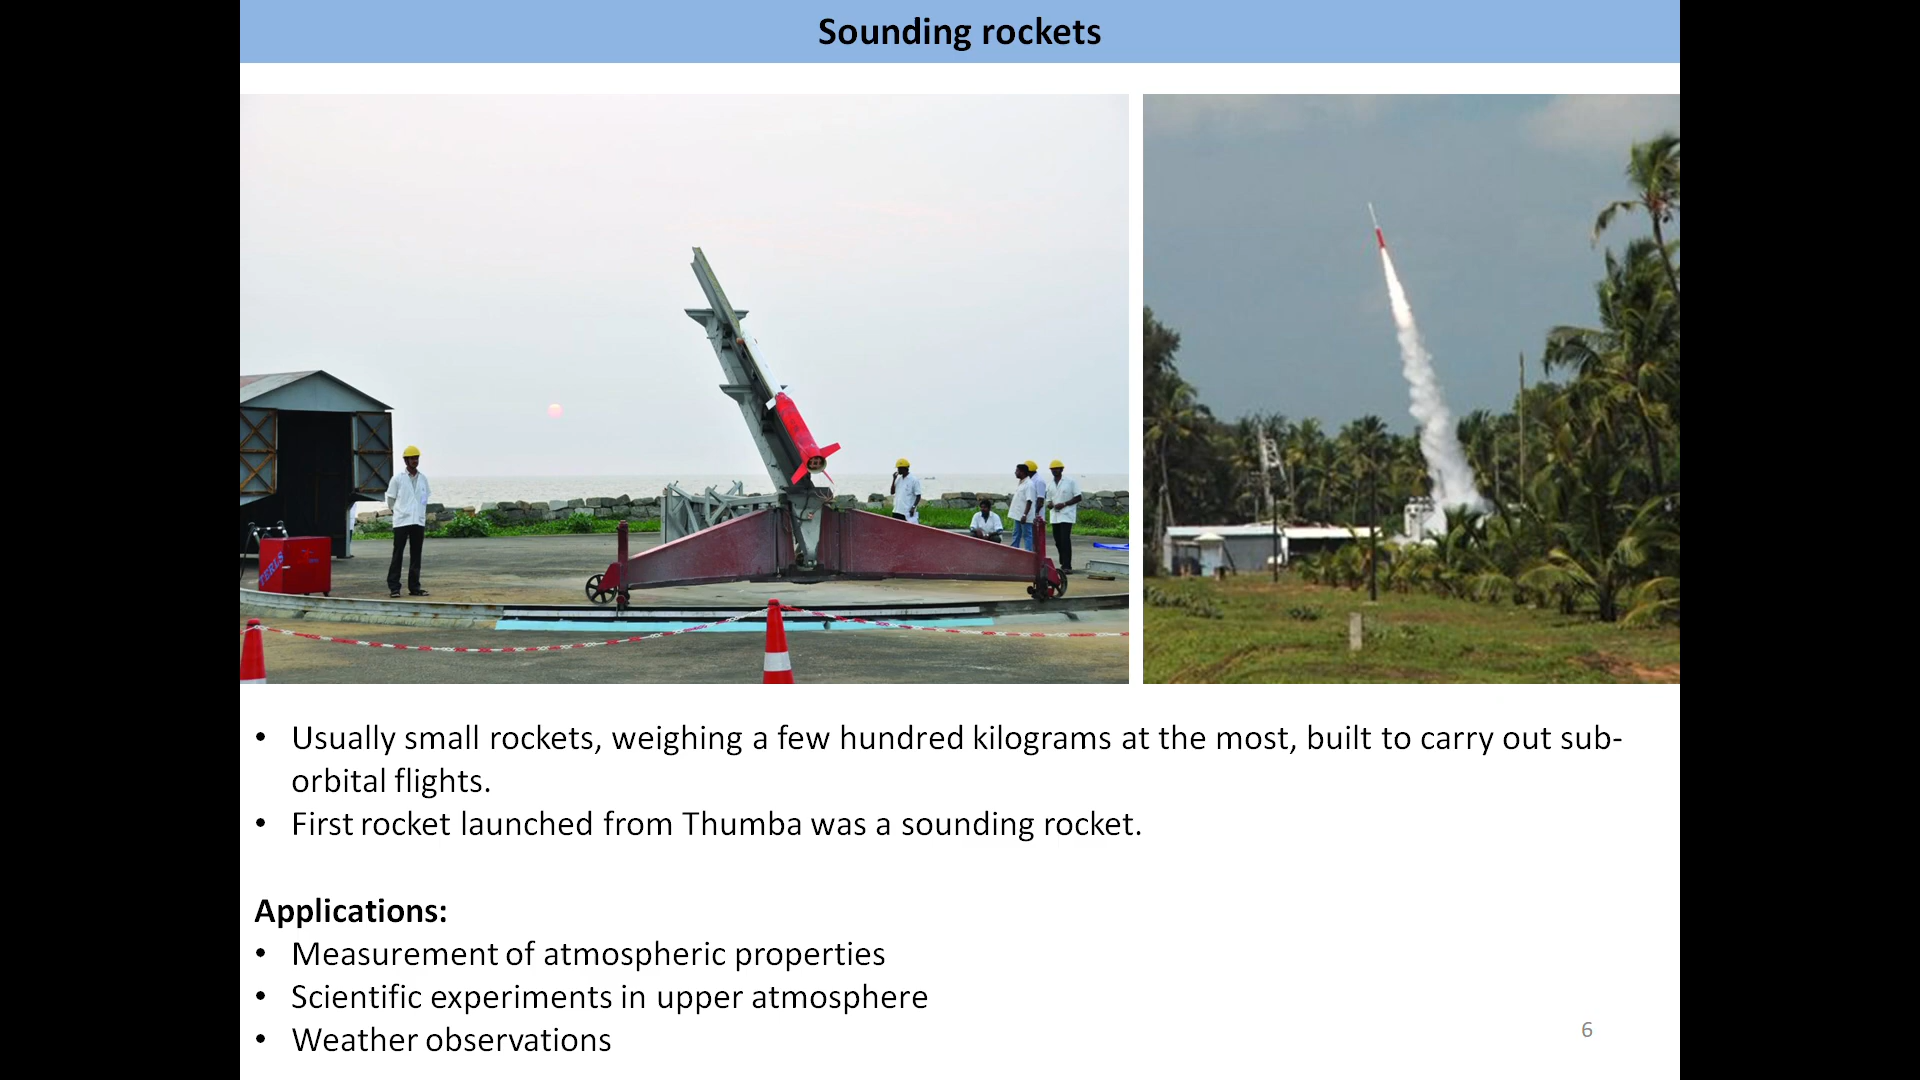 Sounding rockets
TERLS
• Usually small rockets, weighing a few hundred kilograms at the most, built to carry out sub-
orbital flights.
• First rocket launched from Thumba was a sounding rocket.
Applications:
• Measurement of atmospheric properties
• Scientific experiments in upper atmosphere
• Weather observations
6